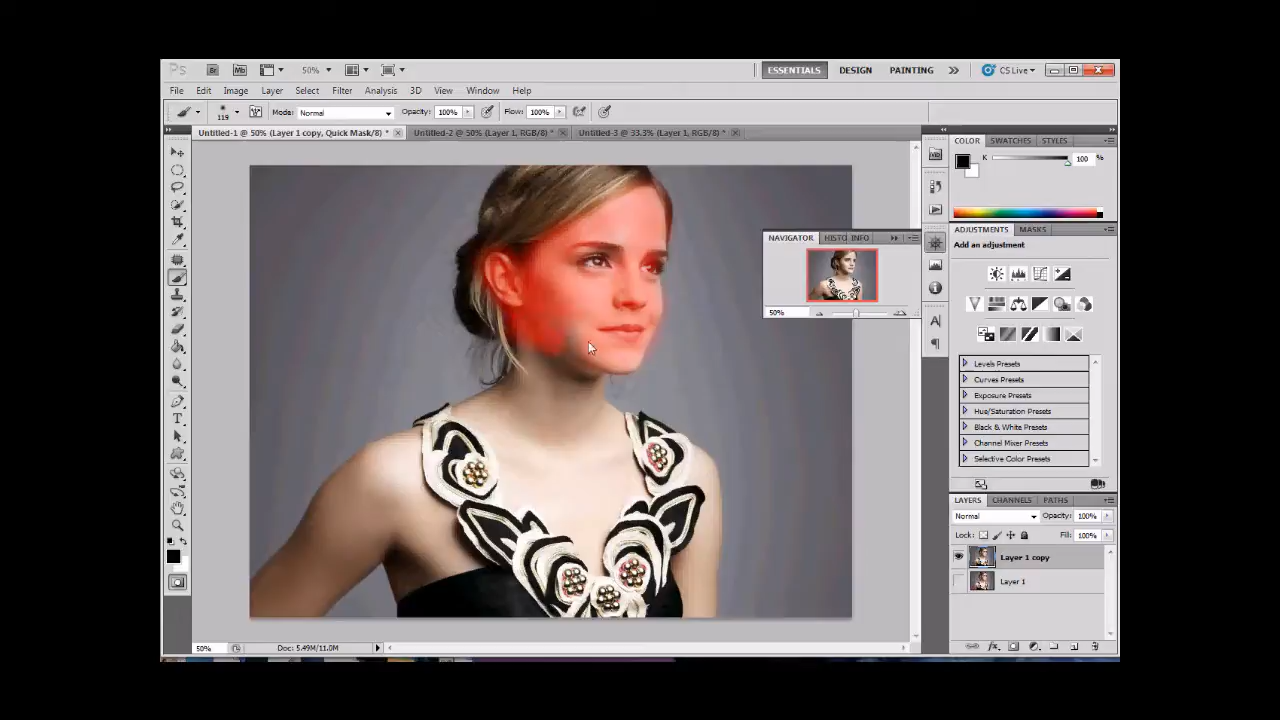 Ps Br Mb 50% ESSENTIALS DESIGN PAINTING CS Live
File Edit Image Layer Select Filter Analysis 3D View Window Help
119 Mode: Normal Opacity: 100% Flow: 100%
Untitled-1 @ 50% (Layer 1 copy, Quick Mask/8) * Untitled-2 @ 50% (Layer 1, RGB/8) * Untitled-3 @ 33.3% (Layer 1, RGB/8) *
COLOR SWATCHES STYLES
K 100 %
ADJUSTMENTS MASKS
NAVIGATOR HISTO INFO
Add an adjustment
50%
Levels Presets
Curves Presets
Exposure Presets
Hue/Saturation Presets
Black & White Presets
Channel Mixer Presets
Selective Color Presets
LAYERS CHANNELS PATHS
Normal Opacity: 100%
Lock: Fill: 100%
Layer 1 copy
Layer 1
50% Doc: 5.49M/11.0M